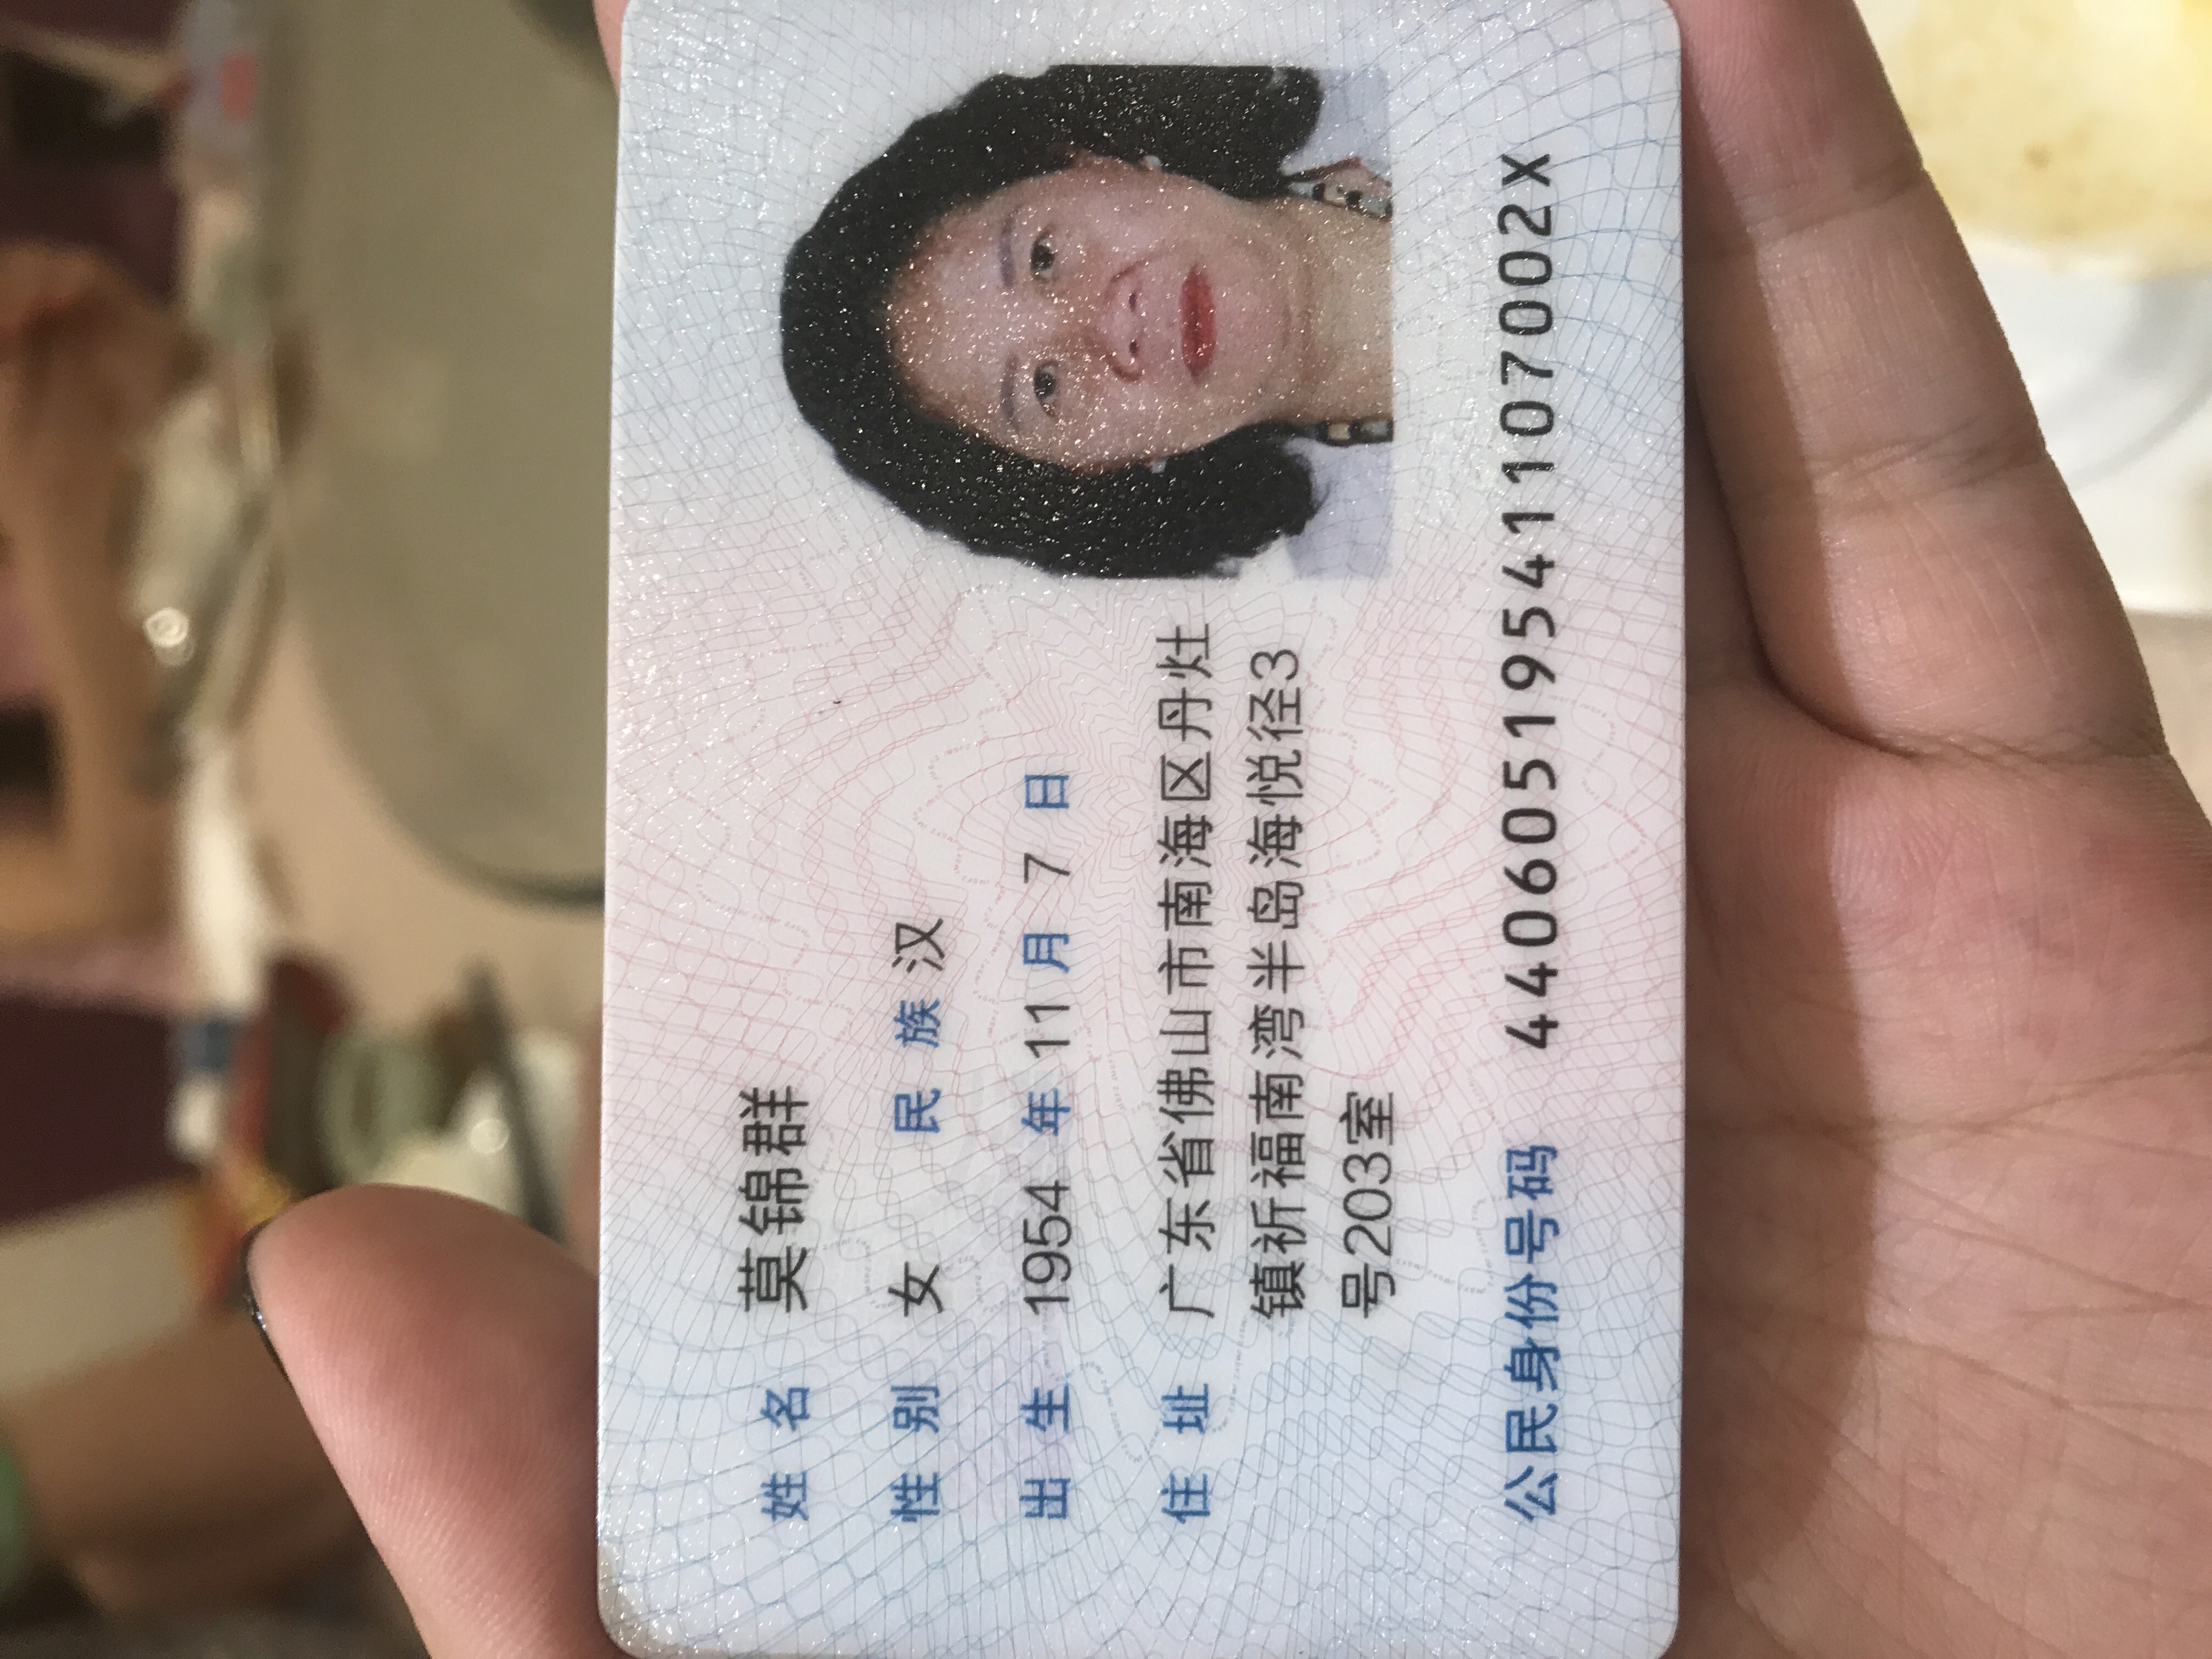 姓名 莫锦群
性别 女 民族 汉
出生 1954 年 11 月 7 日
住址 广东省佛山市南海区丹灶
镇祈福南湾半岛海悦径3
号203室
公民身份号码 44060519541107002X